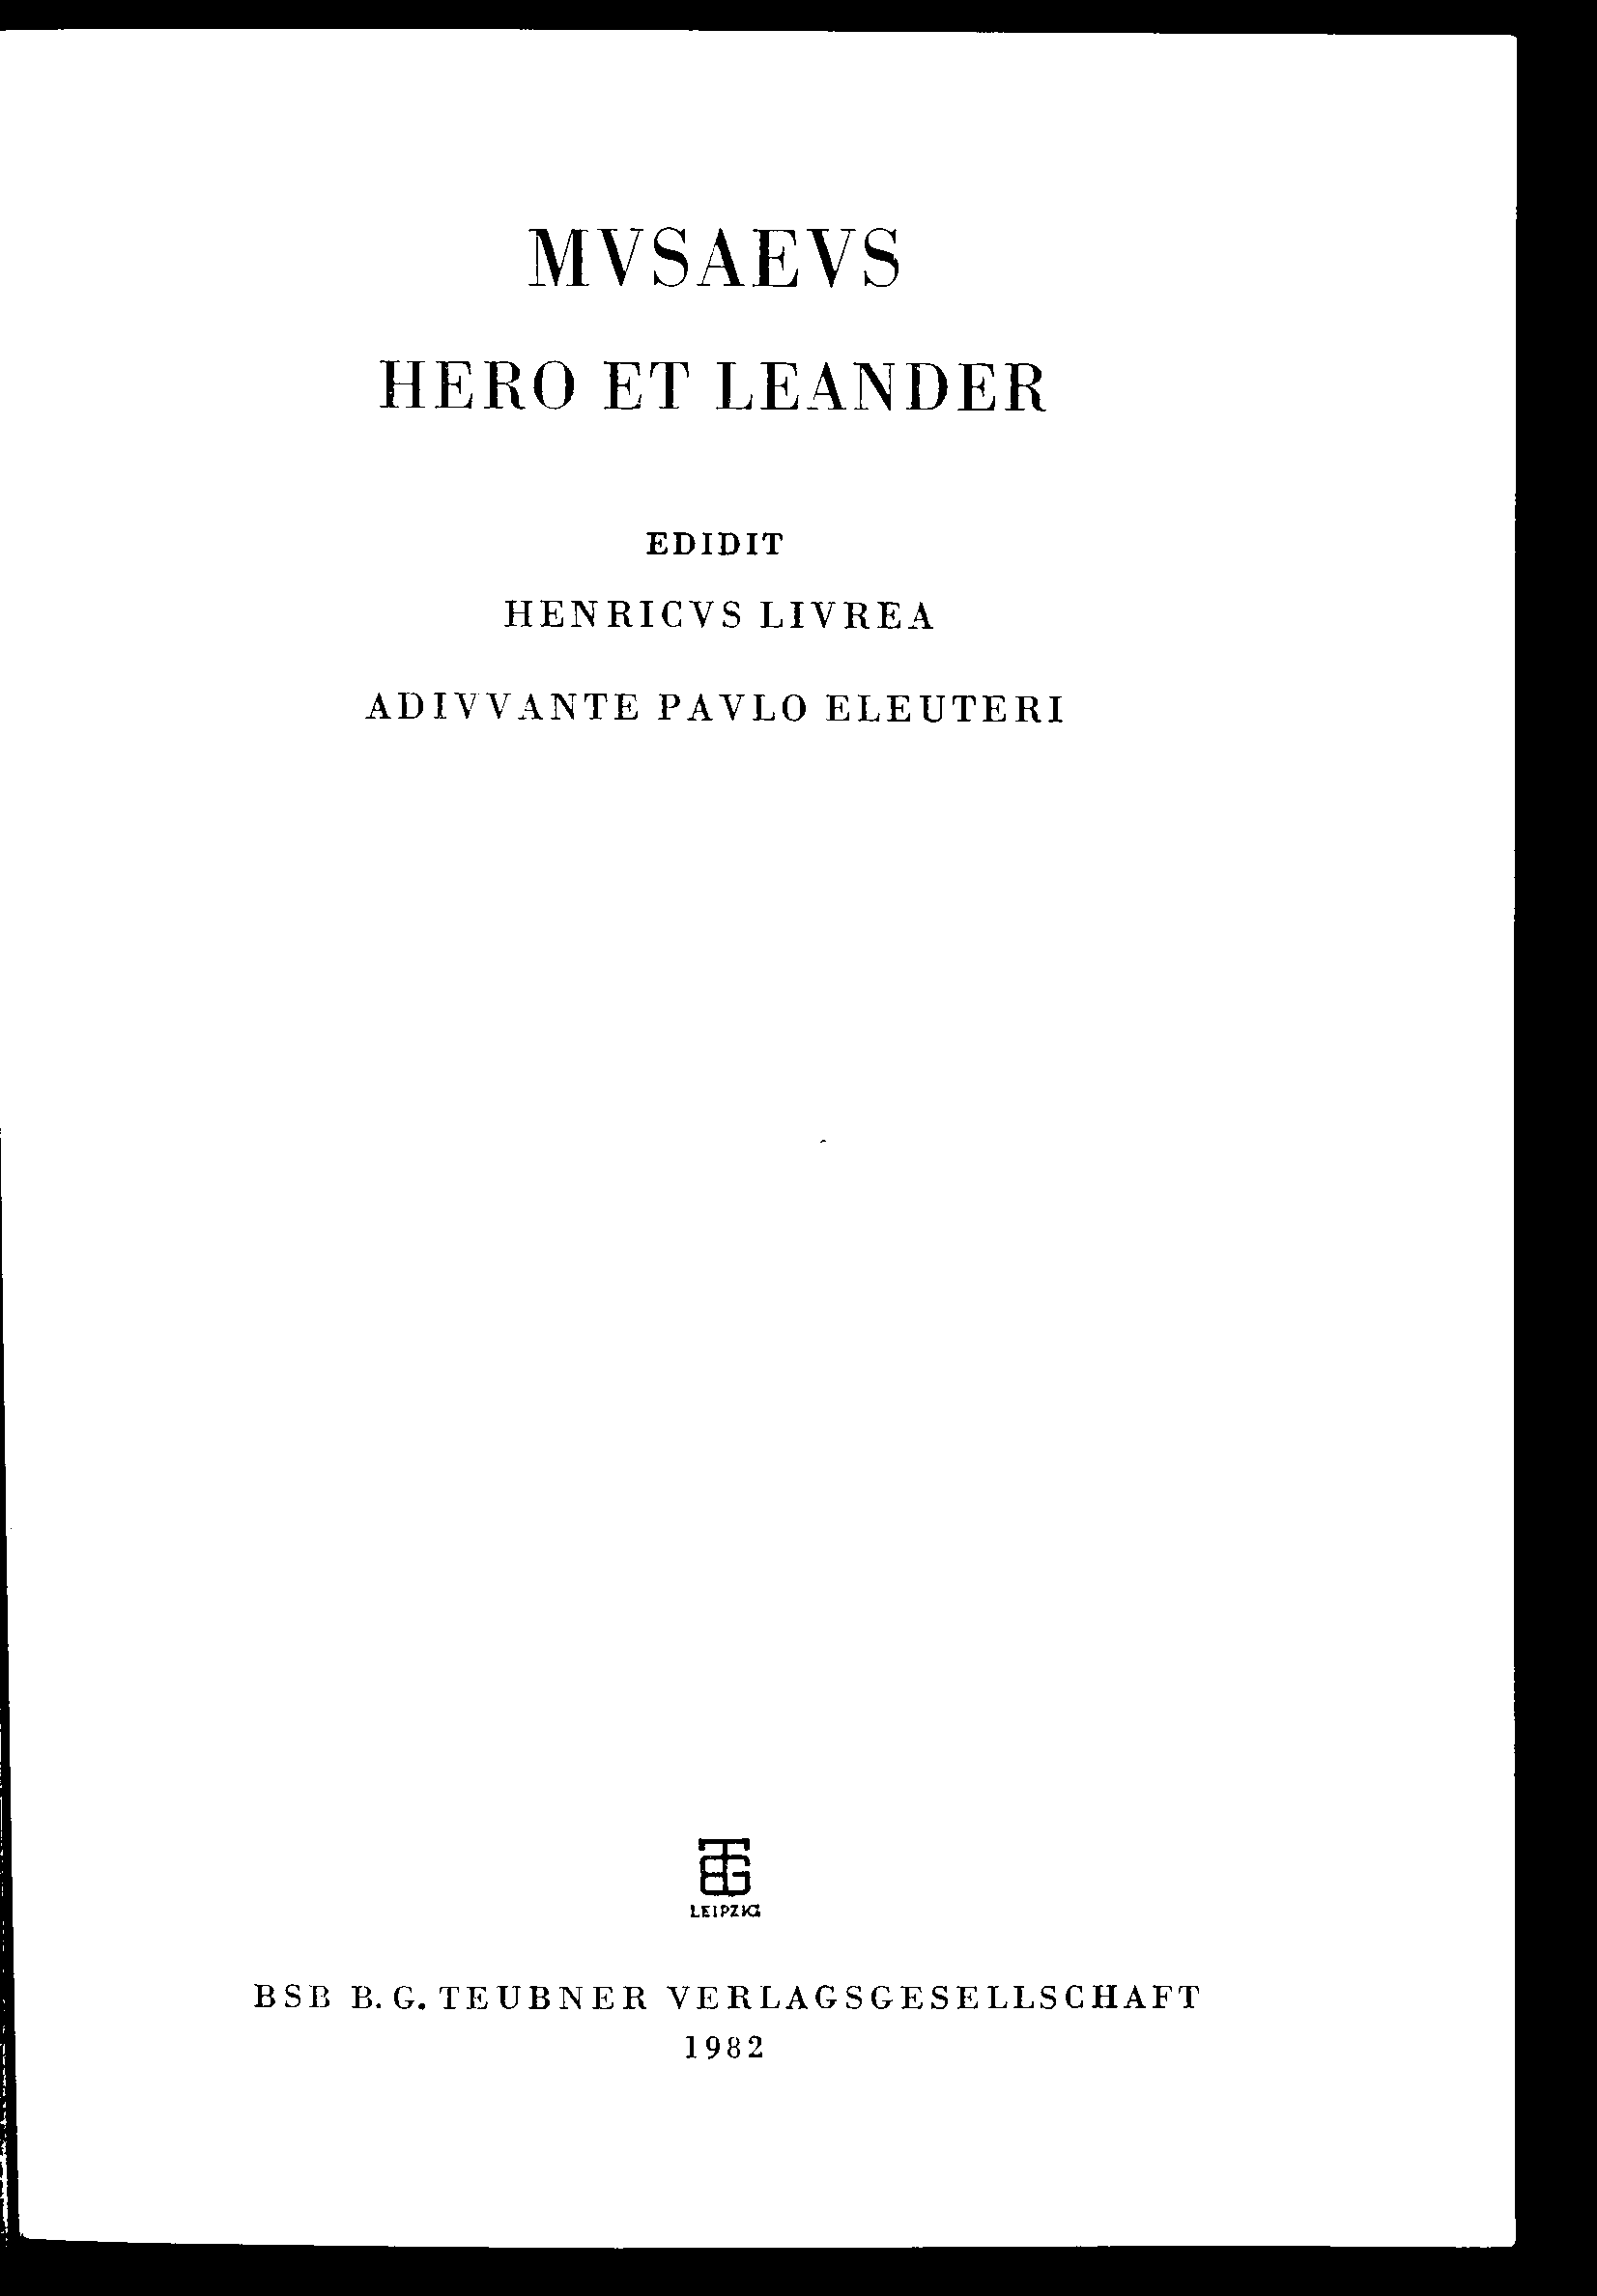 MVSAEVS
HERO ET LEANDER
EDIDIT
HENRICVS LIVREA
ADIVVANTE PAVLO ELEUTERI
LEIPZIG
BSB B. G. TEUBNER VERLAGSGESELLSCHAFT
1982